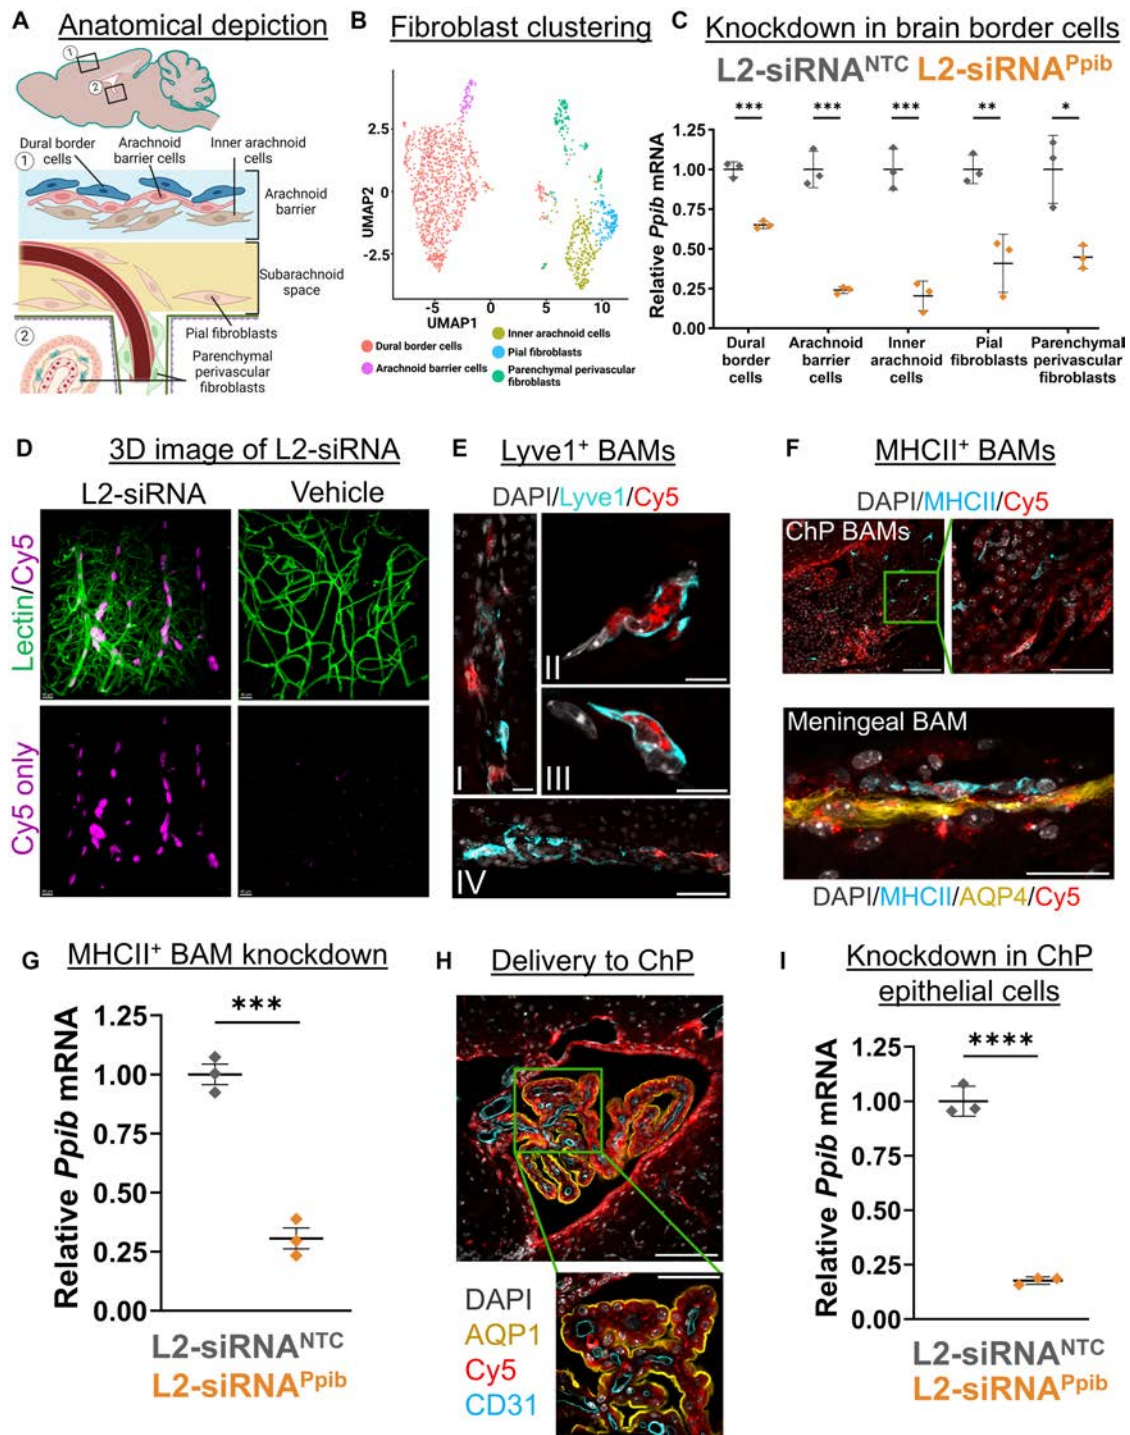 A Anatomical depiction
1
2
Dural border cells
Arachnoid barrier cells
Inner arachnoid cells
1
Arachnoid barrier
Subarachnoid space
Pial fibroblasts
2
Parenchymal perivascular fibroblasts
B Fibroblast clustering
2.5
0
-2.5
UMAP2
-5 0 5 10
UMAP1
Dural border cells
Arachnoid barrier cells
Inner arachnoid cells
Pial fibroblasts
Parenchymal perivascular fibroblasts
C Knockdown in brain border cells
L2-siRNA^NTC L2-siRNA^Ppib
*** *** *** ** *
Relative Ppib mRNA
1.25
1.00
0.75
0.50
0.25
0.00
Dural border cells
Arachnoid barrier cells
Inner arachnoid cells
Pial fibroblasts
Parenchymal perivascular fibroblasts
D 3D image of L2-siRNA
L2-siRNA Vehicle
Lectin/Cy5
Cy5 only
E Lyve1+ BAMs
DAPI/Lyve1/Cy5
I
II
III
IV
F MHCII+ BAMs
DAPI/MHCII/Cy5
ChP BAMs
Meningeal BAM
DAPI/MHCII/AQP4/Cy5
G MHCII+ BAM knockdown
***
Relative Ppib mRNA
1.25
1.00
0.75
0.50
0.25
0.00
L2-siRNA^NTC
L2-siRNA^Ppib
H Delivery to ChP
DAPI
AQP1
Cy5
CD31
I Knockdown in ChP
epithelial cells
****
Relative Ppib mRNA
1.25
1.00
0.75
0.50
0.25
0.00
L2-siRNA^NTC
L2-siRNA^Ppib